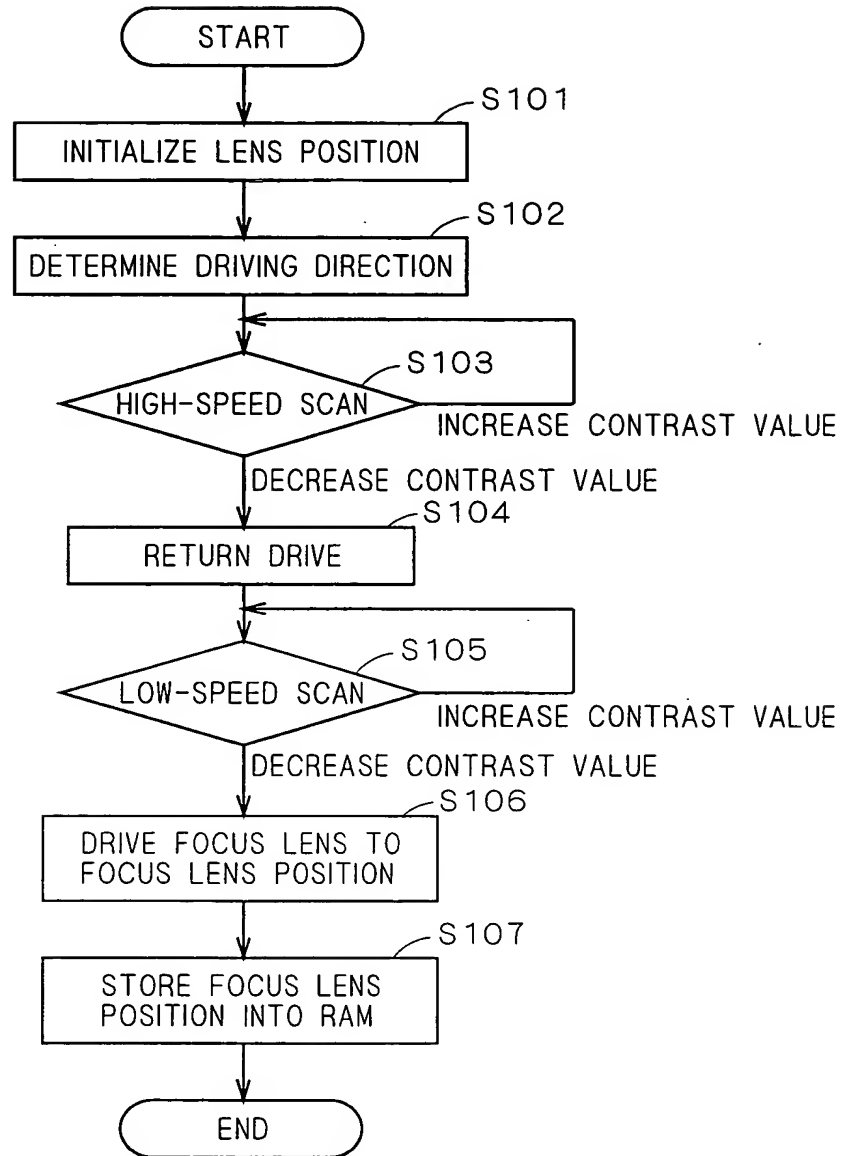 START
S101
INITIALIZE LENS POSITION
S102
DETERMINE DRIVING DIRECTION
S103
HIGH-SPEED SCAN
INCREASE CONTRAST VALUE
DECREASE CONTRAST VALUE
S104
RETURN DRIVE
S105
LOW-SPEED SCAN
INCREASE CONTRAST VALUE
DECREASE CONTRAST VALUE
S106
DRIVE FOCUS LENS TO
FOCUS LENS POSITION
S107
STORE FOCUS LENS
POSITION INTO RAM
END